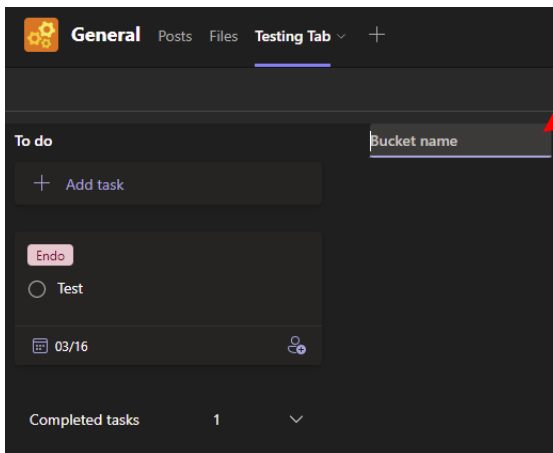 General Posts Files Testing Tab
To do
Bucket name
Add task
Endo
Test
03/16
Completed tasks 1